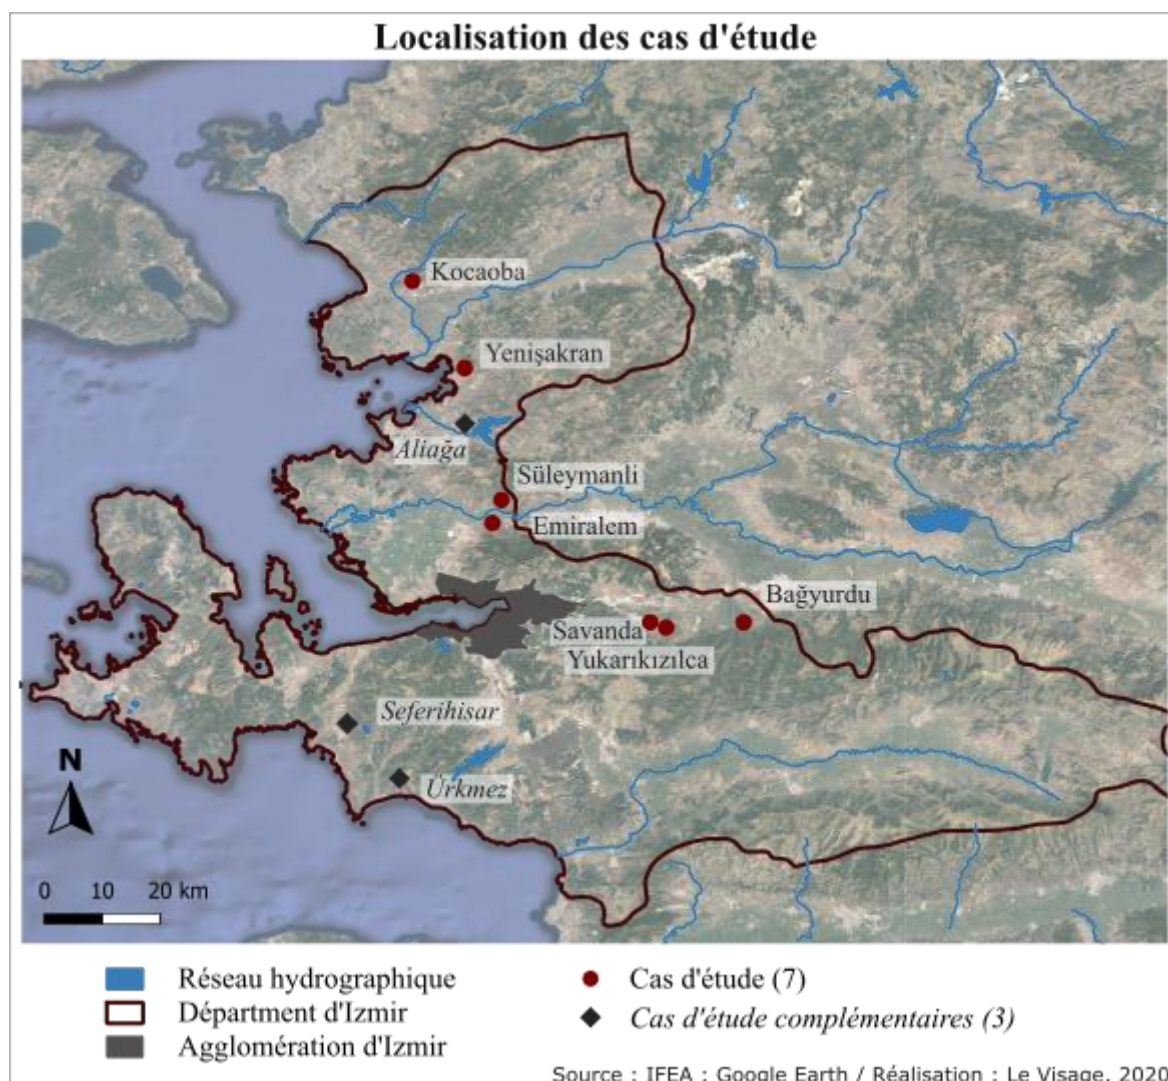 Localisation des cas d'étude
Kocaoba
Yenişakran
Aliağa
Süleymanli
Emiralem
Bağyurdu
Savanda
Yukarıkızılca
Seferihisar
Ürkmez
N
0 10 20 km
Réseau hydrographique
Départment d'Izmir
Agglomération d'Izmir
Cas d'étude (7)
Cas d'étude complémentaires (3)
Source : IFEA ; Google Earth / Réalisation : Le Visage, 2020